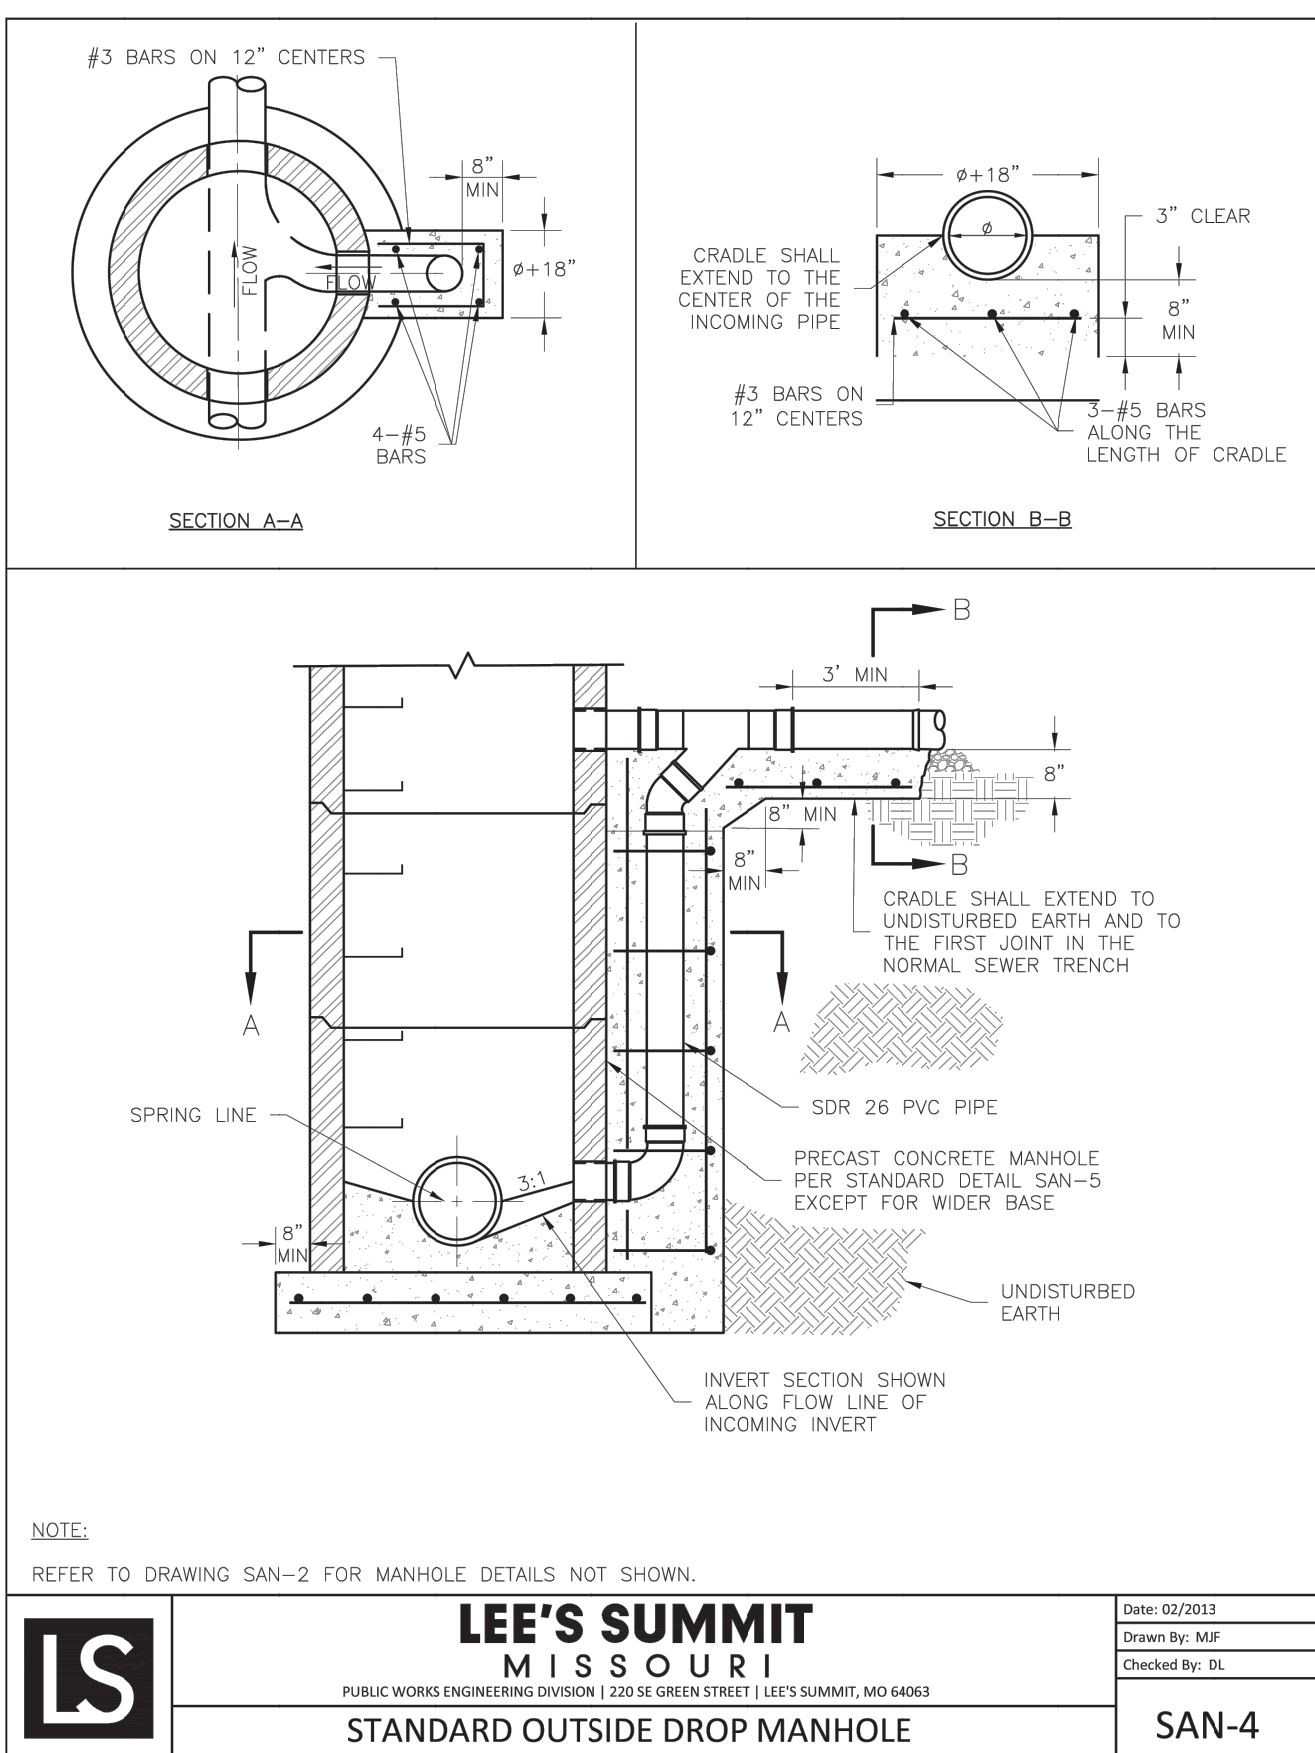 #3 BARS ON 12" CENTERS
8"
MIN
ø+18"
FLOW
FLOW
4-#5
BARS
SECTION A-A
ø+18"
ø
3" CLEAR
CRADLE SHALL
EXTEND TO THE
CENTER OF THE
INCOMING PIPE
8"
MIN
#3 BARS ON
12" CENTERS
3-#5 BARS
ALONG THE
LENGTH OF CRADLE
SECTION B-B
B
3' MIN
8"
8" MIN
8"
MIN
B
CRADLE SHALL EXTEND TO
UNDISTURBED EARTH AND TO
THE FIRST JOINT IN THE
NORMAL SEWER TRENCH
A
A
SDR 26 PVC PIPE
SPRING LINE
PRECAST CONCRETE MANHOLE
PER STANDARD DETAIL SAN-5
EXCEPT FOR WIDER BASE
3:1
8"
MIN
UNDISTURBED
EARTH
INVERT SECTION SHOWN
ALONG FLOW LINE OF
INCOMING INVERT
NOTE:
REFER TO DRAWING SAN-2 FOR MANHOLE DETAILS NOT SHOWN.
LS
LEE'S SUMMIT
MISSOURI
PUBLIC WORKS ENGINEERING DIVISION | 220 SE GREEN STREET | LEE'S SUMMIT, MO 64063
STANDARD OUTSIDE DROP MANHOLE
Date: 02/2013
Drawn By: MJF
Checked By: DL
SAN-4